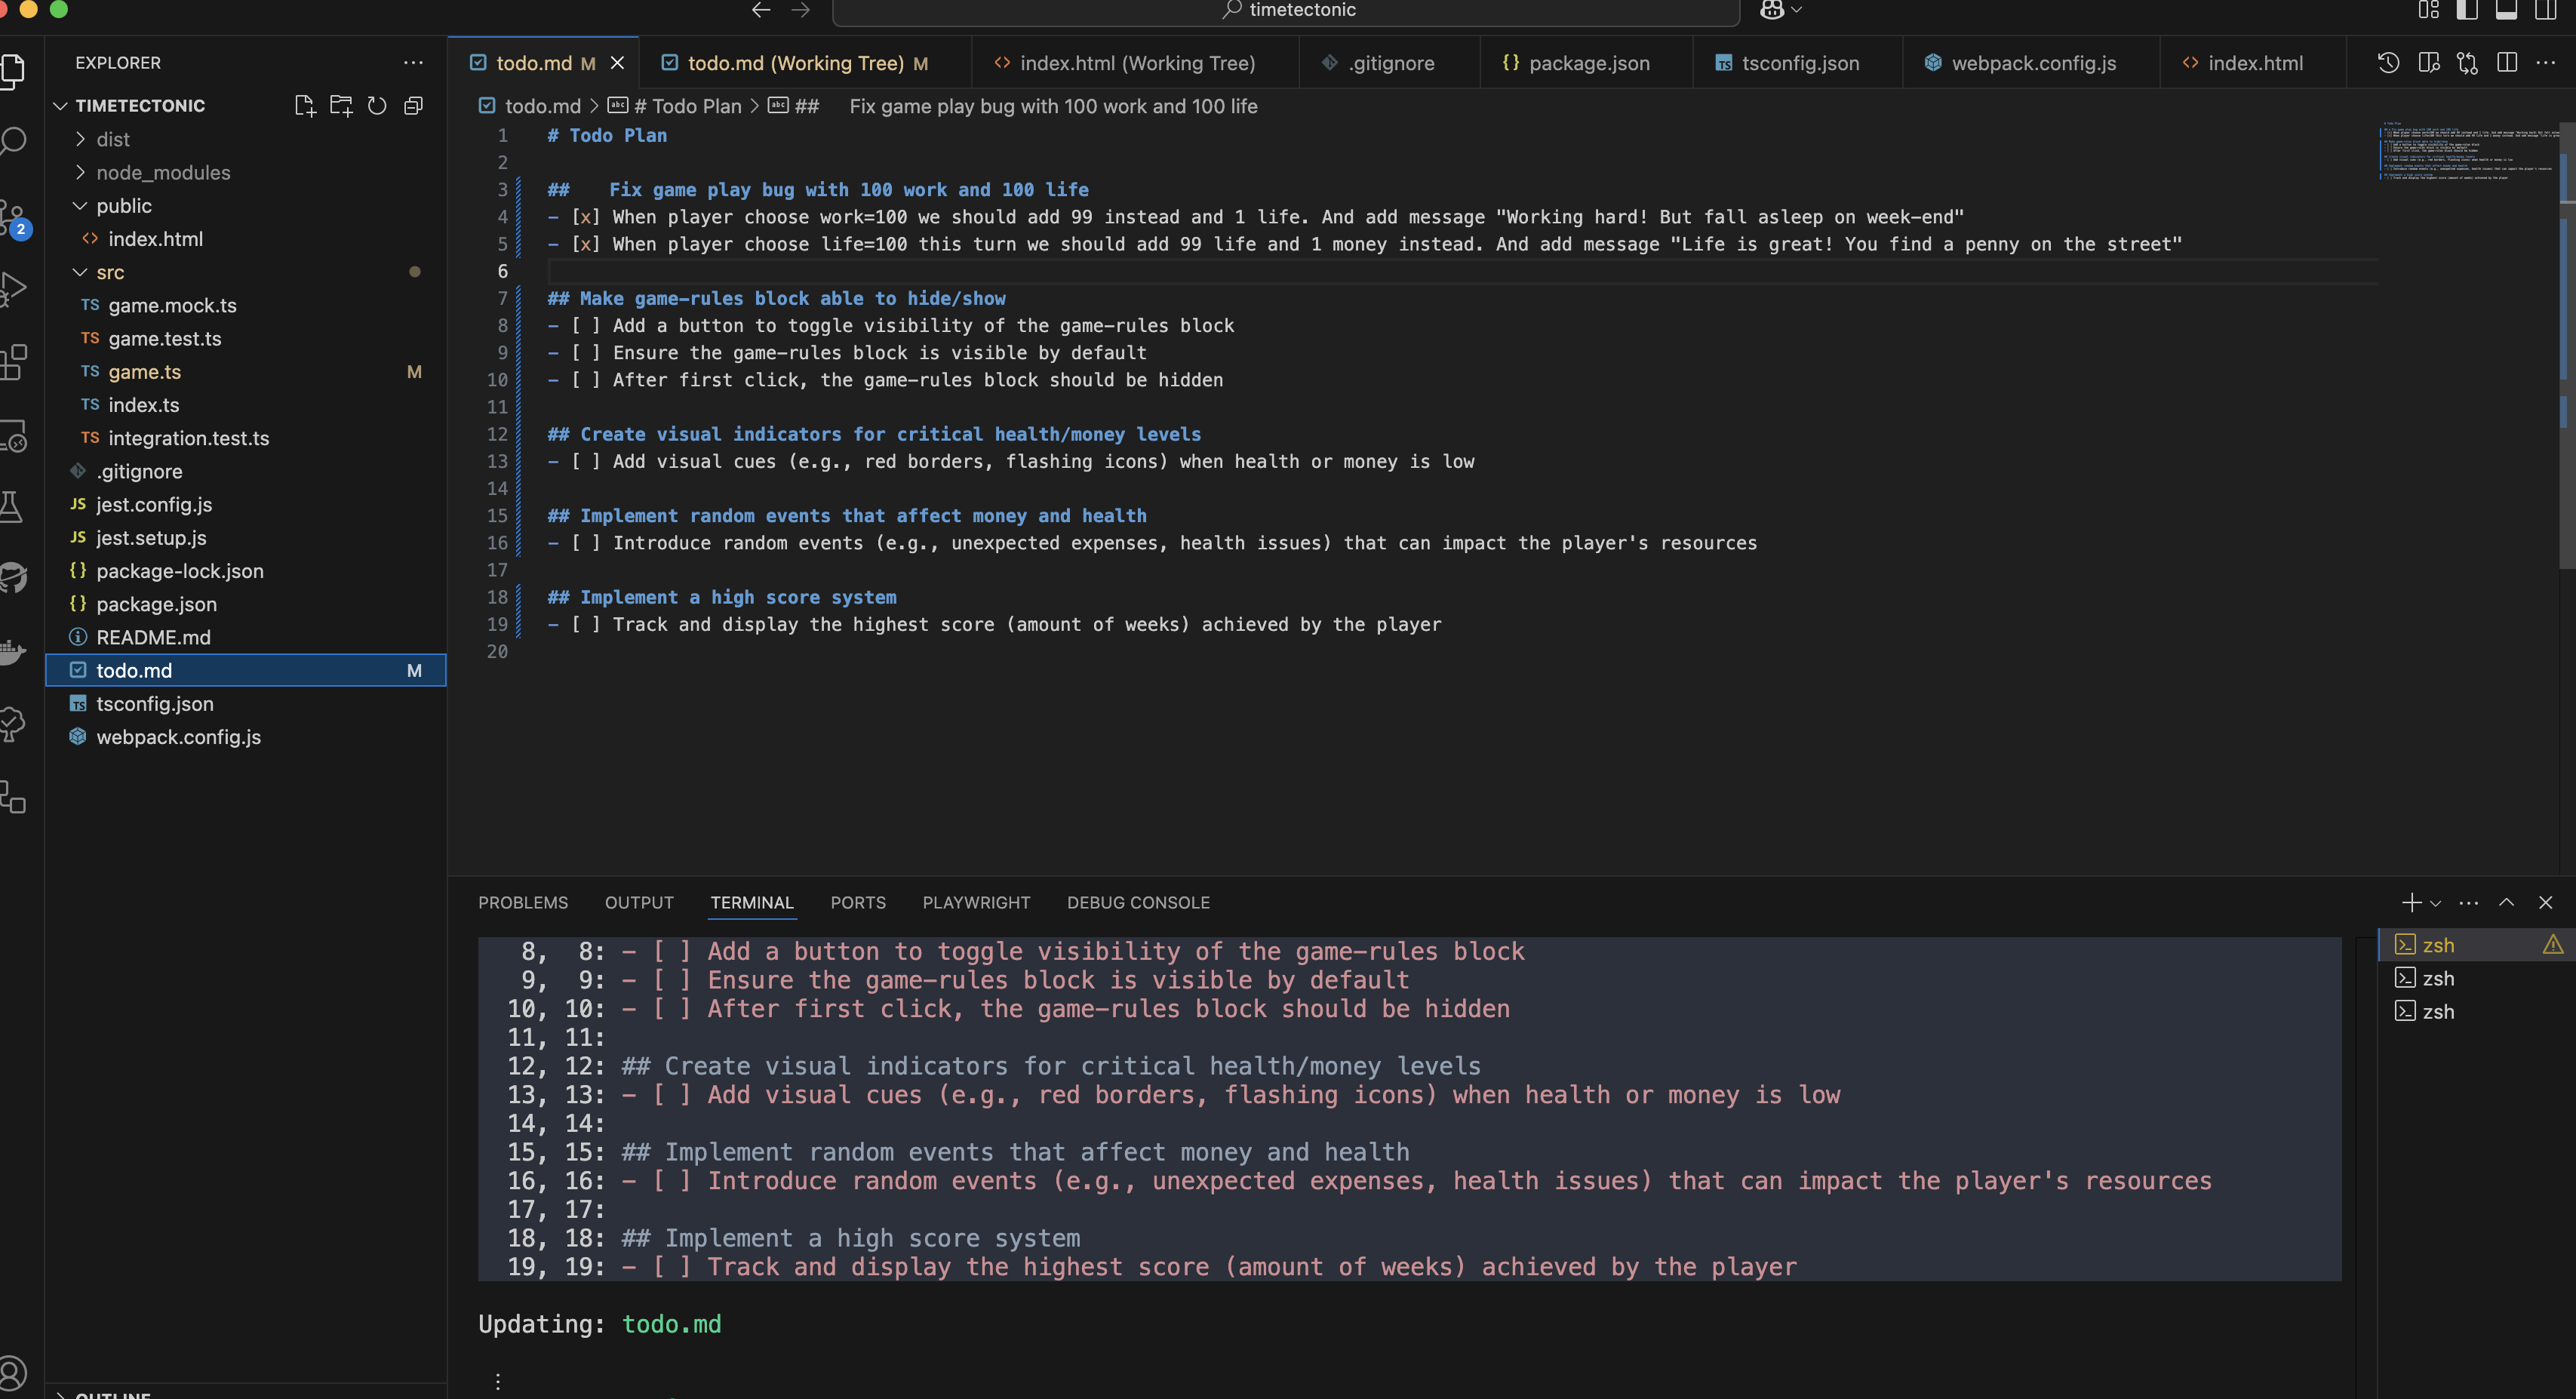 timetectonic
EXPLORER
TIMETECTONIC
dist
node_modules
public
index.html
src
TS game.mock.ts
TS game.test.ts
TS game.ts M
TS index.ts
TS integration.test.ts
.gitignore
JS jest.config.js
JS jest.setup.js
{} package-lock.json
{} package.json
README.md
todo.md M
TS tsconfig.json
webpack.config.js
2
todo.md M
todo.md (Working Tree) M
index.html (Working Tree)
.gitignore
{} package.json
TS tsconfig.json
webpack.config.js
index.html
todo.md > abc # Todo Plan > abc ## Fix game play bug with 100 work and 100 life
1 # Todo Plan
2
3 ## Fix game play bug with 100 work and 100 life
4 - [x] When player choose work=100 we should add 99 instead and 1 life. And add message "Working hard! But fall asleep on week-end"
5 - [x] When player choose life=100 this turn we should add 99 life and 1 money instead. And add message "Life is great! You find a penny on the street"
6
7 ## Make game-rules block able to hide/show
8 - [ ] Add a button to toggle visibility of the game-rules block
9 - [ ] Ensure the game-rules block is visible by default
10 - [ ] After first click, the game-rules block should be hidden
11
12 ## Create visual indicators for critical health/money levels
13 - [ ] Add visual cues (e.g., red borders, flashing icons) when health or money is low
14
15 ## Implement random events that affect money and health
16 - [ ] Introduce random events (e.g., unexpected expenses, health issues) that can impact the player's resources
17
18 ## Implement a high score system
19 - [ ] Track and display the highest score (amount of weeks) achieved by the player
20
PROBLEMS OUTPUT TERMINAL PORTS PLAYWRIGHT DEBUG CONSOLE
8, 8: - [ ] Add a button to toggle visibility of the game-rules block
9, 9: - [ ] Ensure the game-rules block is visible by default
10, 10: - [ ] After first click, the game-rules block should be hidden
11, 11:
12, 12: ## Create visual indicators for critical health/money levels
13, 13: - [ ] Add visual cues (e.g., red borders, flashing icons) when health or money is low
14, 14:
15, 15: ## Implement random events that affect money and health
16, 16: - [ ] Introduce random events (e.g., unexpected expenses, health issues) that can impact the player's resources
17, 17:
18, 18: ## Implement a high score system
19, 19: - [ ] Track and display the highest score (amount of weeks) achieved by the player
Updating: todo.md
⋮
zsh
zsh
zsh
OUTLINE